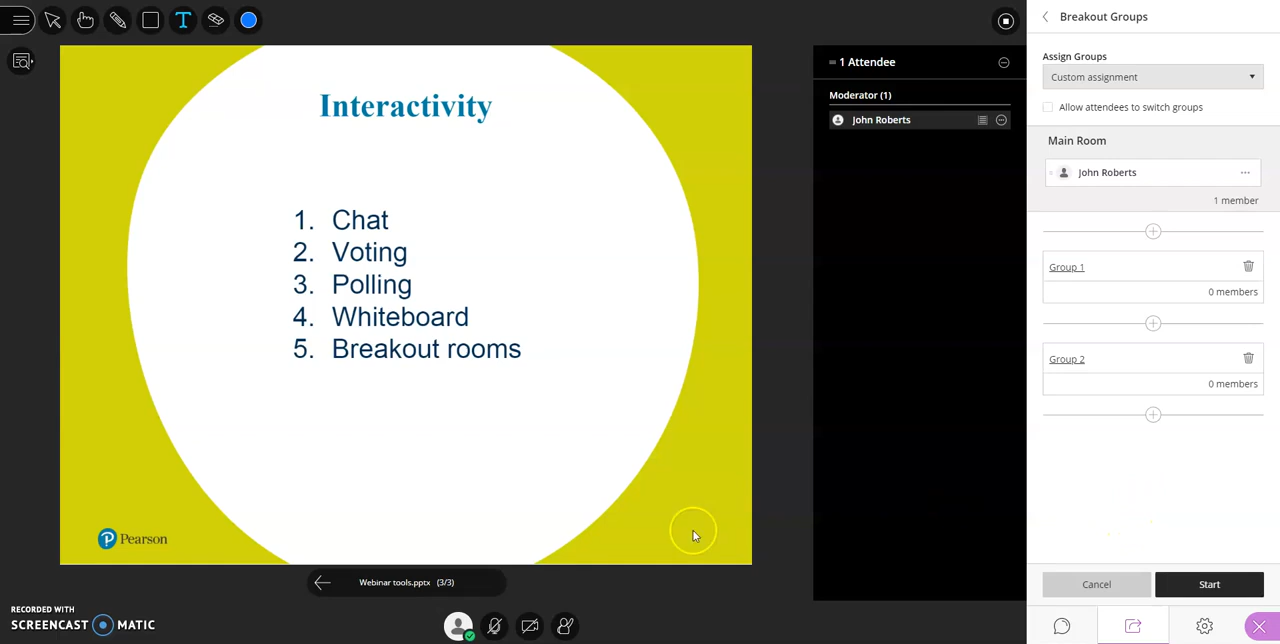 Breakout Groups
Assign Groups
Custom assignment
Allow attendees to switch groups
Main Room
John Roberts
1 member
Group 1
0 members
Group 2
0 members
Cancel
Start
1 Attendee
Moderator (1)
John Roberts
Interactivity
1. Chat
2. Voting
3. Polling
4. Whiteboard
5. Breakout rooms
P Pearson
Webinar tools.pptx (3/3)
RECORDED WITH
SCREENCAST MATIC